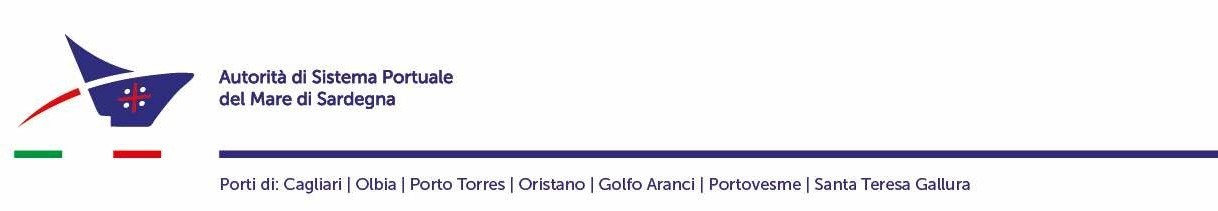 Autorità di Sistema Portuale
del Mare di Sardegna
Porti di: Cagliari | Olbia | Porto Torres | Oristano | Golfo Aranci | Portovesme | Santa Teresa Gallura